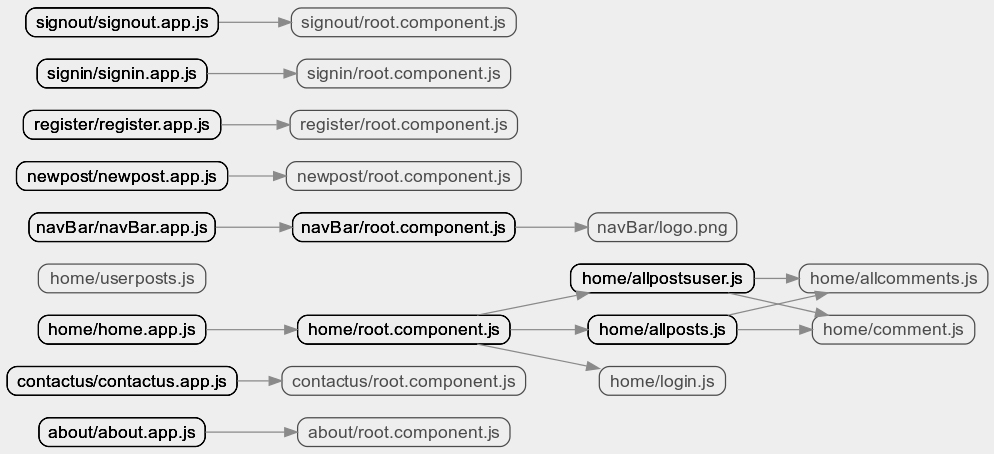 signout/signout.app.js
signout/root.component.js
signin/signin.app.js
signin/root.component.js
register/register.app.js
register/root.component.js
newpost/newpost.app.js
newpost/root.component.js
navBar/navBar.app.js
navBar/root.component.js
navBar/logo.png
home/userposts.js
home/allpostsuser.js
home/allcomments.js
home/home.app.js
home/root.component.js
home/allposts.js
home/comment.js
contactus/contactus.app.js
contactus/root.component.js
home/login.js
about/about.app.js
about/root.component.js